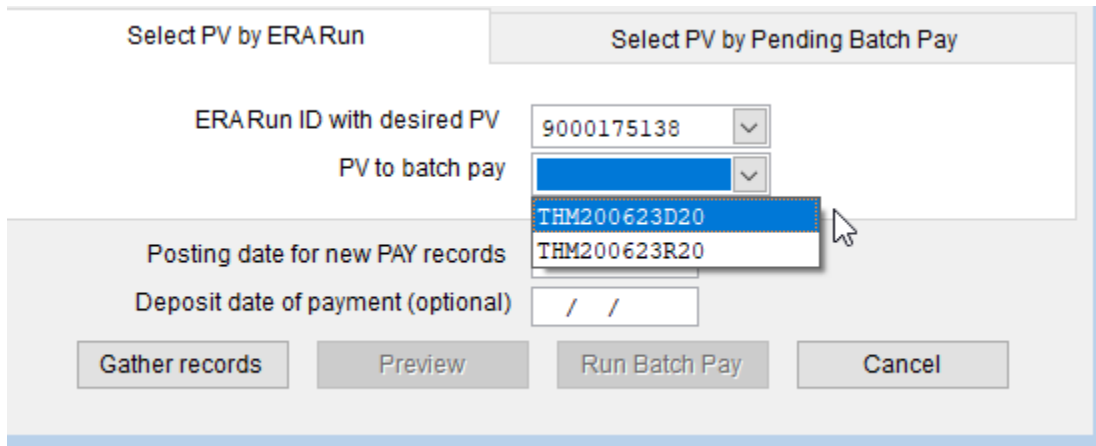 Select PV by ERA Run
Select PV by Pending Batch Pay
ERA Run ID with desired PV 9000175138
PV to batch pay
THM200623D20
THM200623R20
Posting date for new PAY records
Deposit date of payment (optional) / /
Gather records Preview Run Batch Pay Cancel